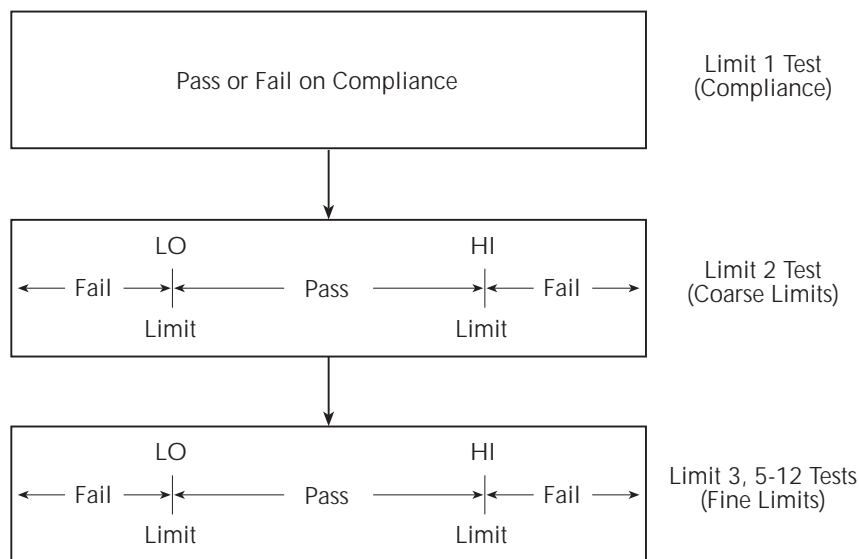 Pass or Fail on Compliance
Limit 1 Test
(Compliance)
LO HI
Fail Pass Fail
Limit Limit
Limit 2 Test
(Coarse Limits)
LO HI
Fail Pass Fail
Limit Limit
Limit 3, 5-12 Tests
(Fine Limits)